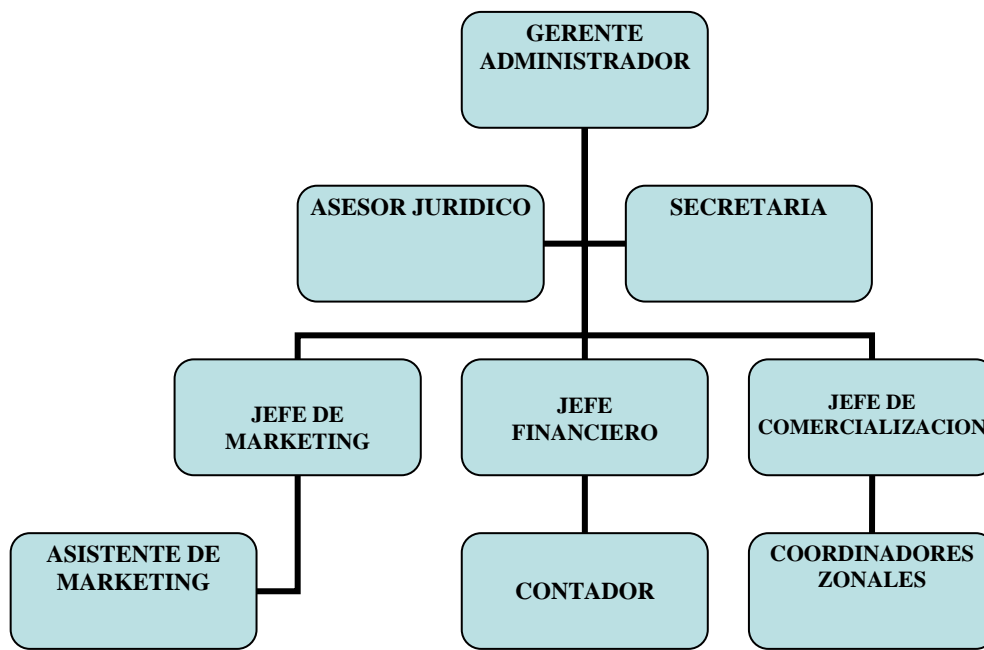 GERENTE
ADMINISTRADOR
ASESOR JURIDICO
SECRETARIA
JEFE DE
MARKETING
JEFE
FINANCIERO
JEFE DE
COMERCIALIZACION
ASISTENTE DE
MARKETING
CONTADOR
COORDINADORES
ZONALES